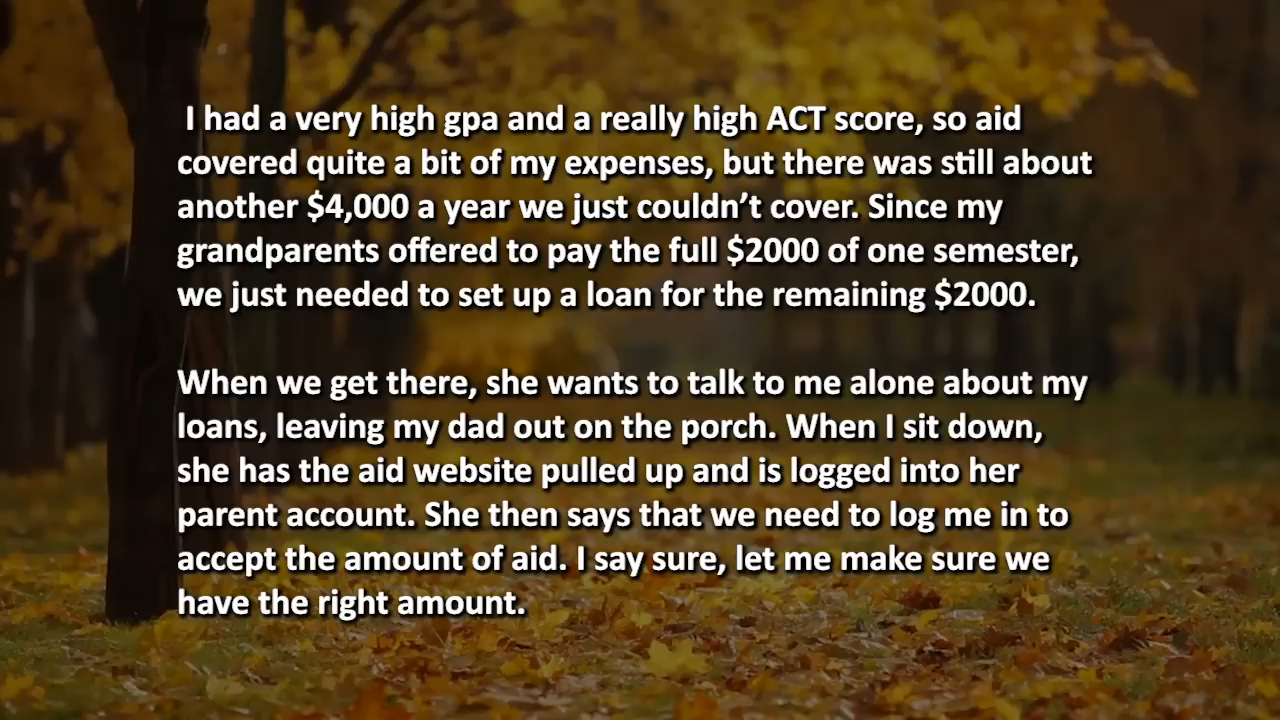 I had a very high gpa and a really high ACT score, so aid
covered quite a bit of my expenses, but there was still about
another $4,000 a year we just couldn’t cover. Since my
grandparents offered to pay the full $2000 of one semester,
we just needed to set up a loan for the remaining $2000.
When we get there, she wants to talk to me alone about my
loans, leaving my dad out on the porch. When I sit down,
she has the aid website pulled up and is logged into her
parent account. She then says that we need to log me in to
accept the amount of aid. I say sure, let me make sure we
have the right amount.